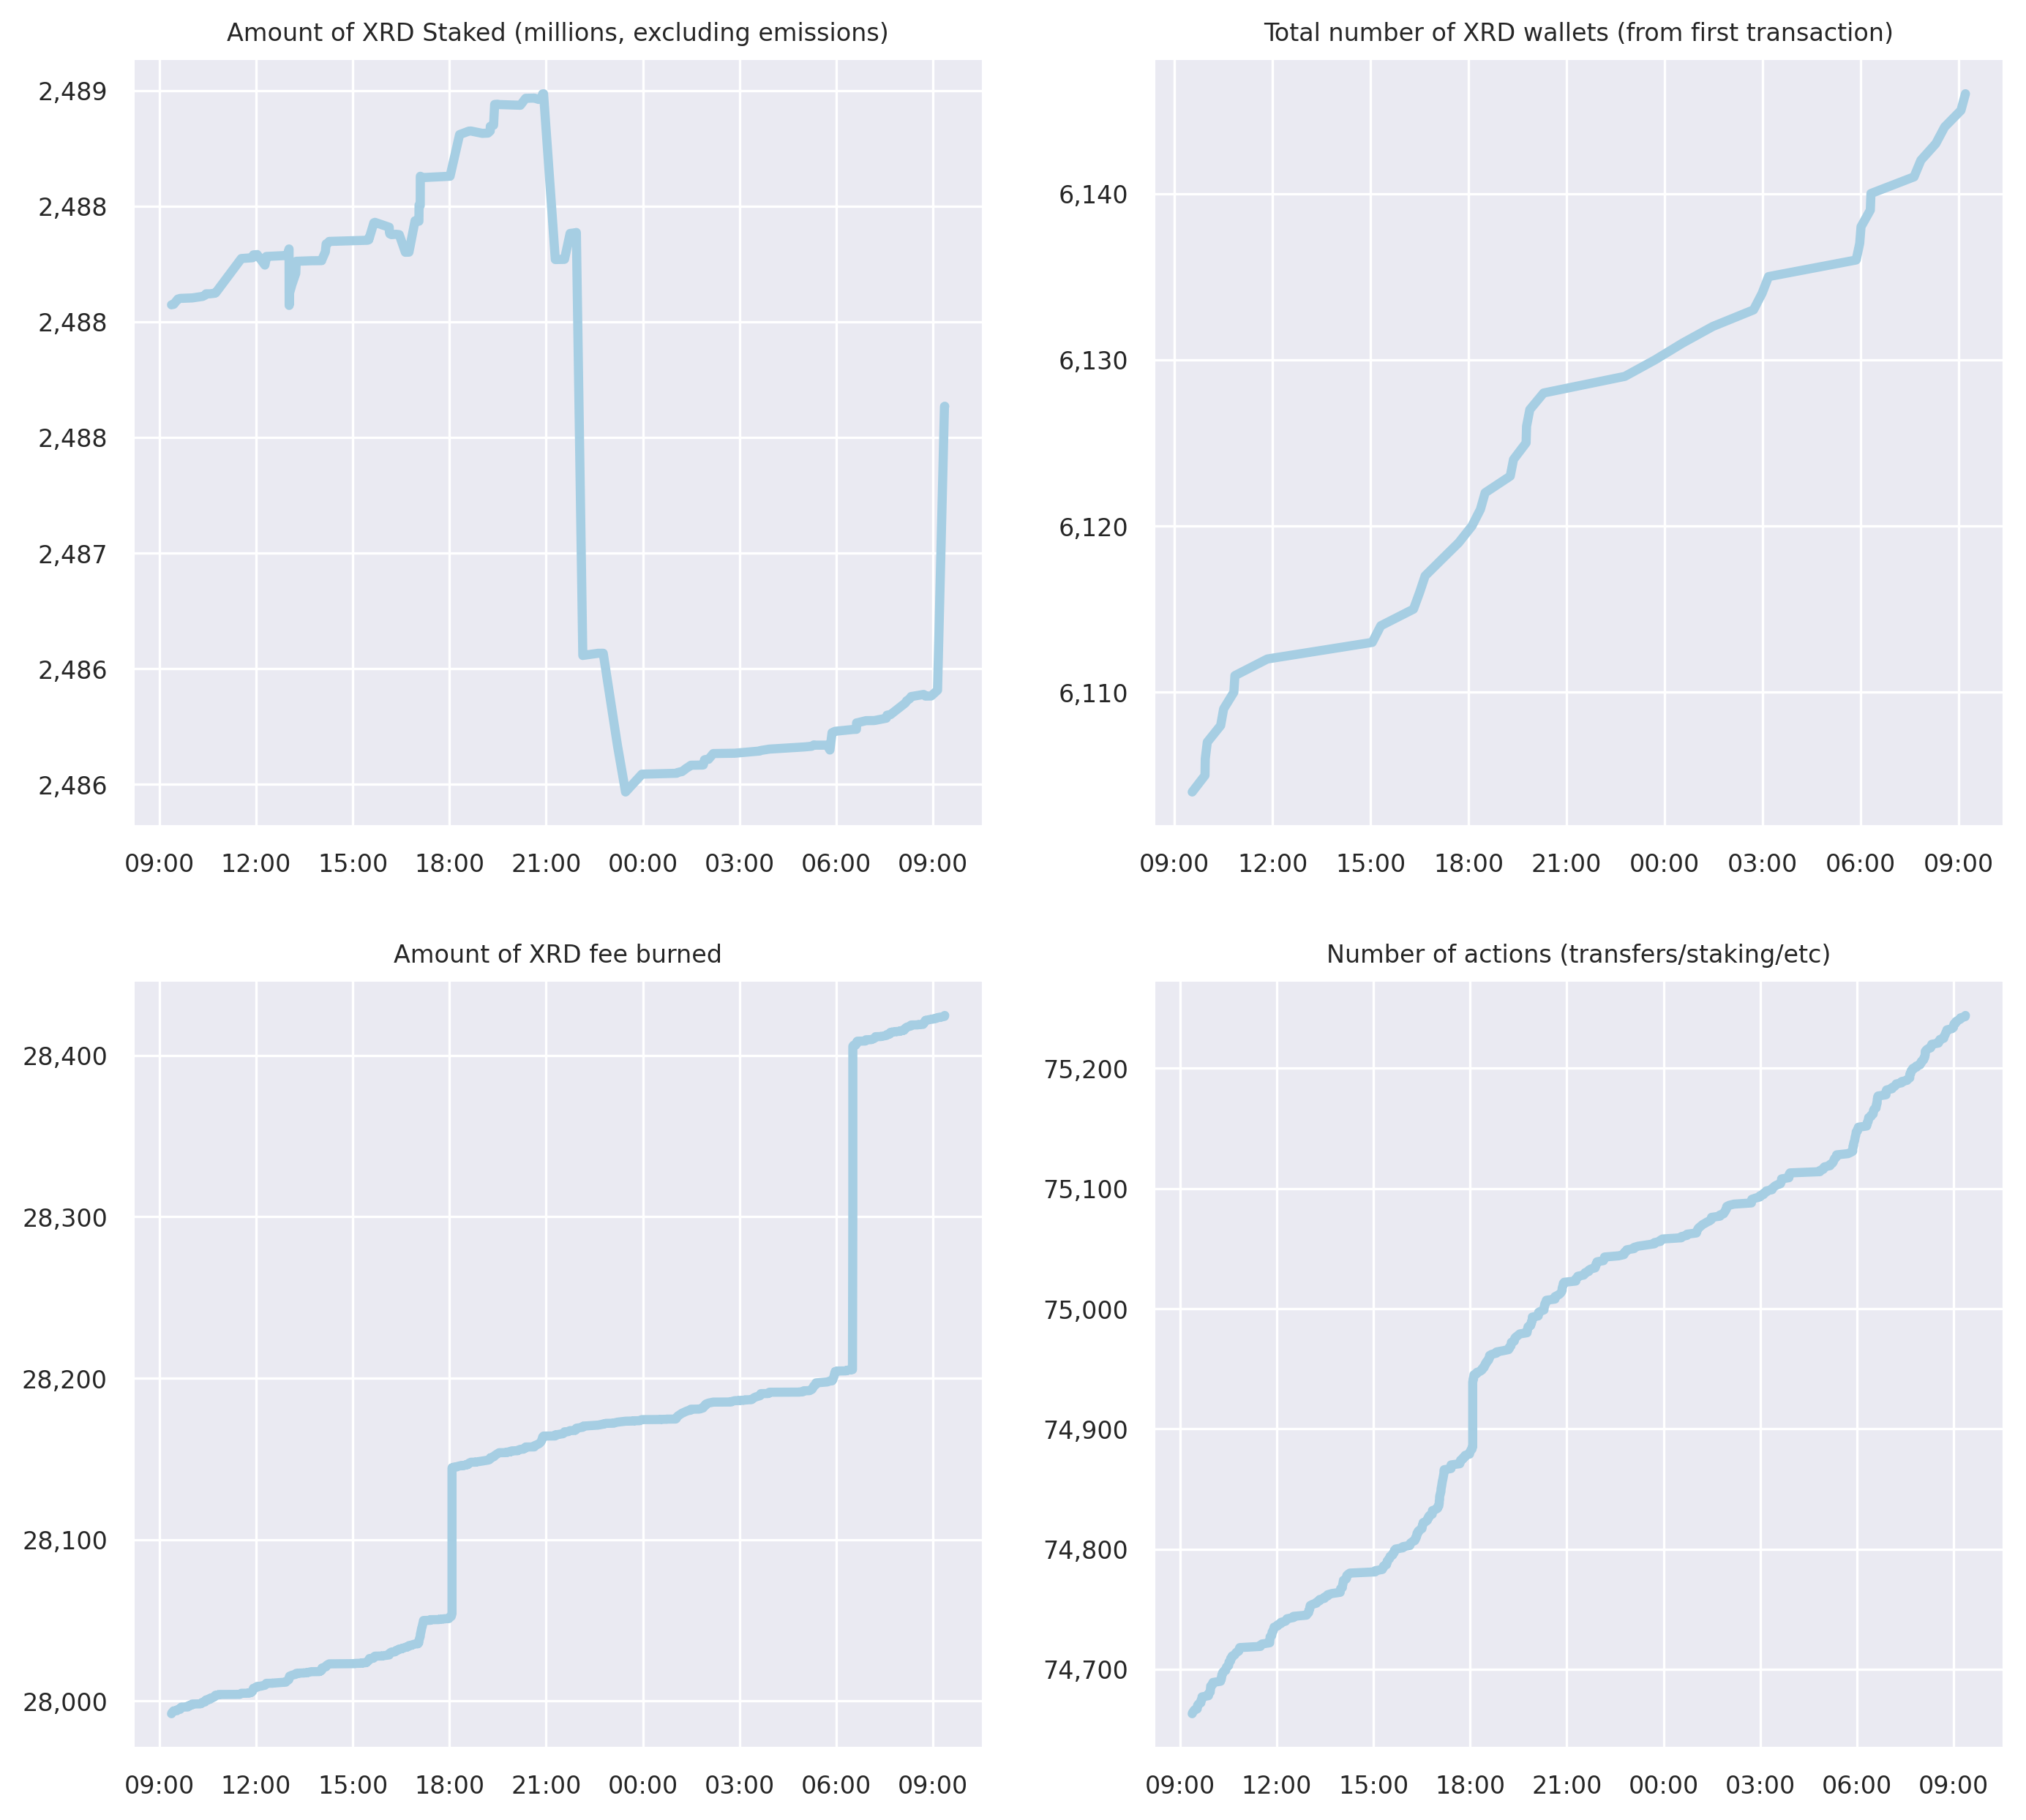 Amount of XRD Staked (millions, excluding emissions)
2,489
2,488
2,488
2,488
2,487
2,486
2,486
09:00 12:00 15:00 18:00 21:00 00:00 03:00 06:00 09:00
Total number of XRD wallets (from first transaction)
6,140
6,130
6,120
6,110
09:00 12:00 15:00 18:00 21:00 00:00 03:00 06:00 09:00
Amount of XRD fee burned
28,400
28,300
28,200
28,100
28,000
09:00 12:00 15:00 18:00 21:00 00:00 03:00 06:00 09:00
Number of actions (transfers/staking/etc)
75,200
75,100
75,000
74,900
74,800
74,700
09:00 12:00 15:00 18:00 21:00 00:00 03:00 06:00 09:00